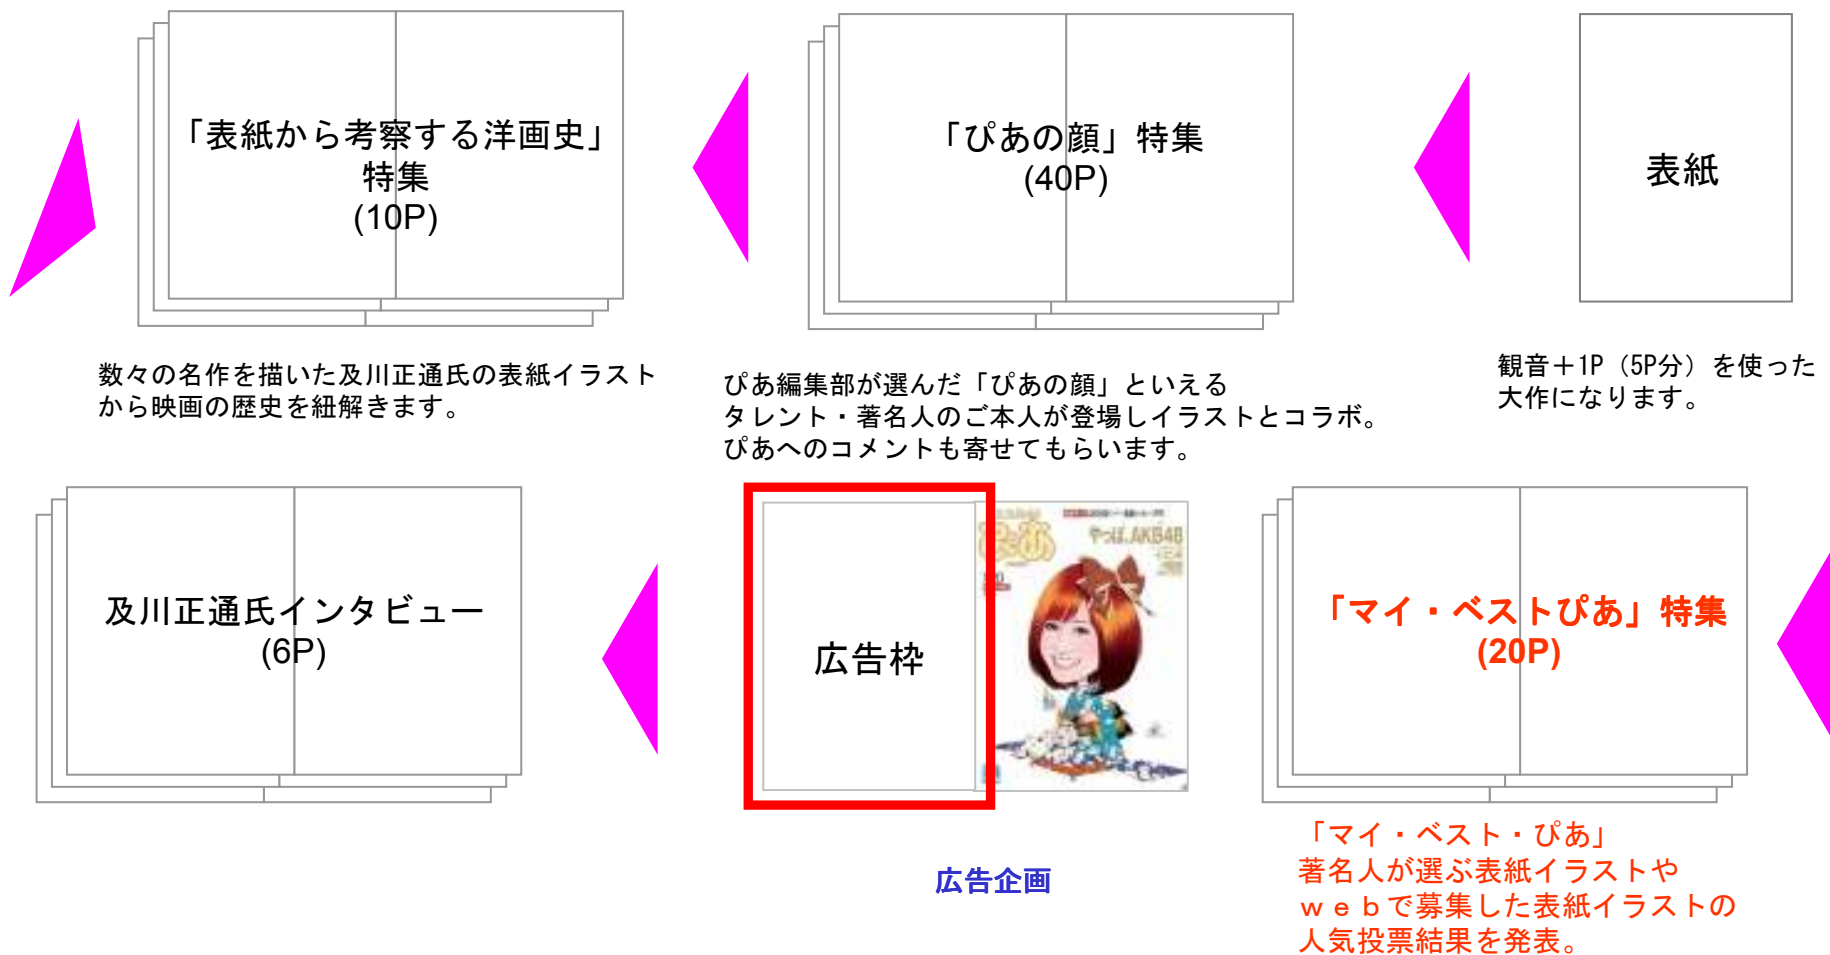 表紙
観音＋1P（5P分）を使った
大作になります。
「ぴあの顔」特集
(40P)
ぴあ編集部が選んだ「ぴあの顔」といえる
タレント・著名人のご本人が登場しイラストとコラボ。
ぴあへのコメントも寄せてもらいます。
「表紙から考察する洋画史」
特集
(10P)
数々の名作を描いた及川正通氏の表紙イラスト
から映画の歴史を紐解きます。
「マイ・ベストぴあ」特集
(20P)
「マイ・ベスト・ぴあ」
著名人が選ぶ表紙イラストや
ｗｅｂで募集した表紙イラストの
人気投票結果を発表。
広告枠
ぴあ
やっぱ、AKB48
広告企画
及川正通氏インタビュー
(6P)